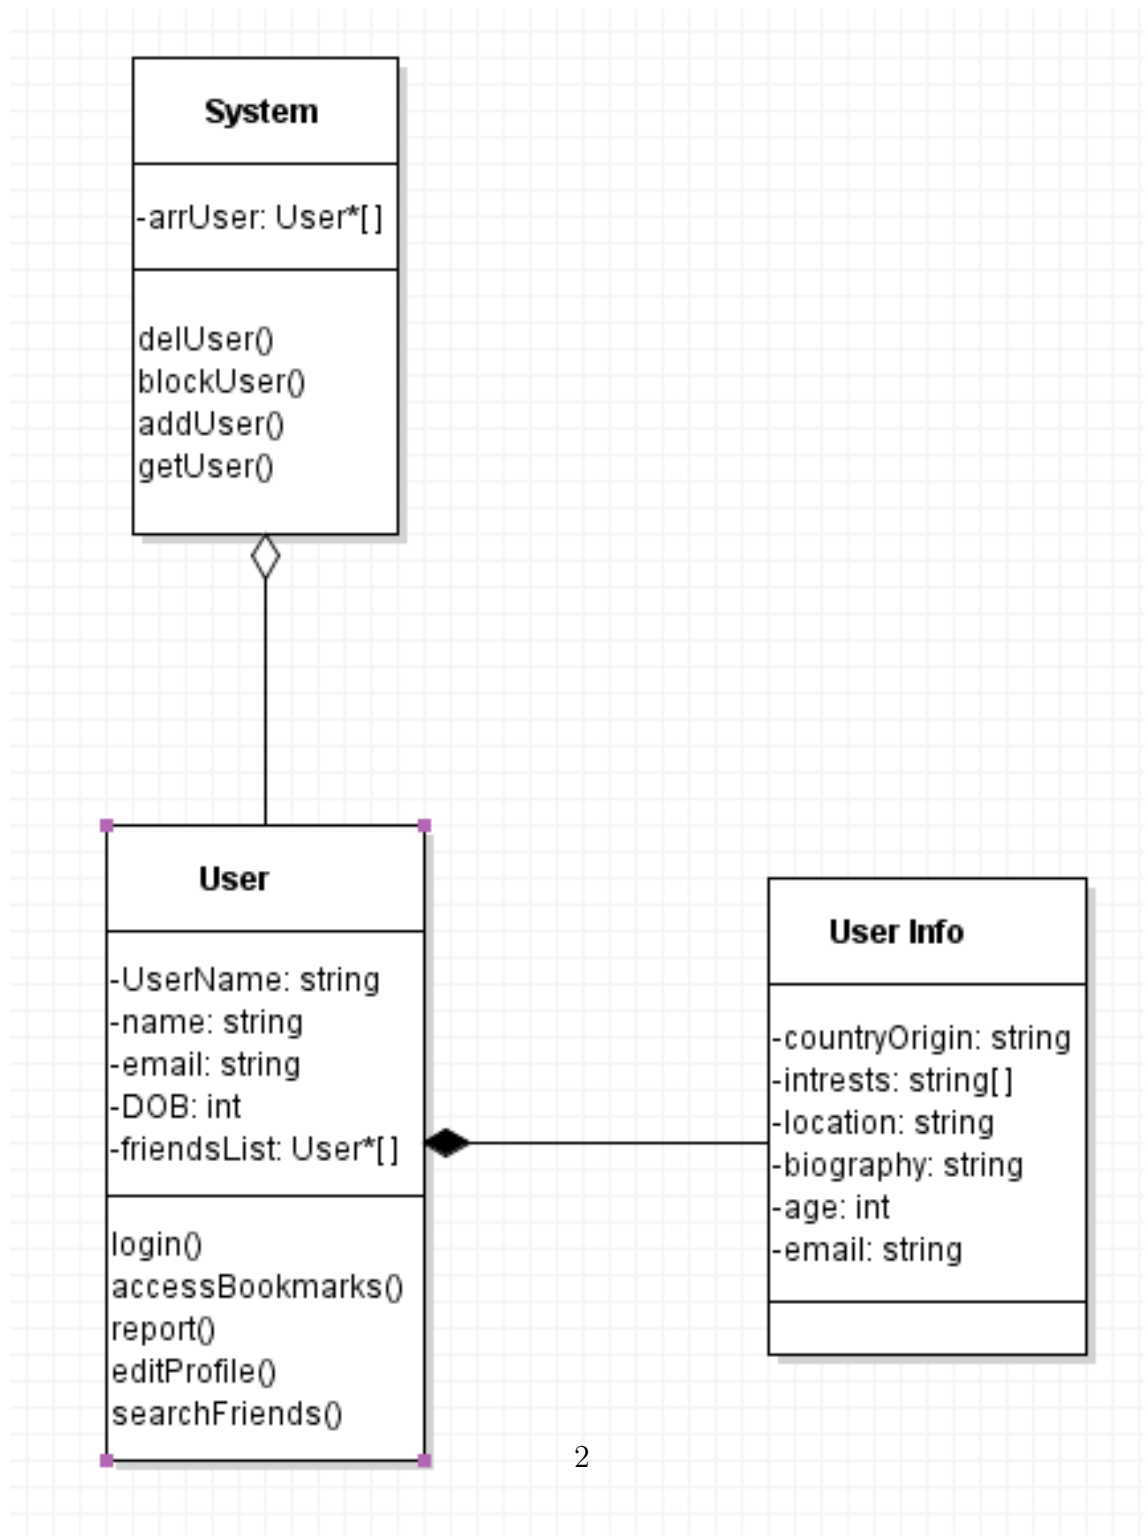 System
-arrUser: User*[]
delUser()
blockUser()
addUser()
getUser()
User
-UserName: string
-name: string
-email: string
-DOB: int
-friendsList: User*[]
login()
accessBookmarks()
report()
editProfile()
searchFriends()
User Info
-countryOrigin: string
-intrests: string[]
-location: string
-biography: string
-age: int
-email: string
2